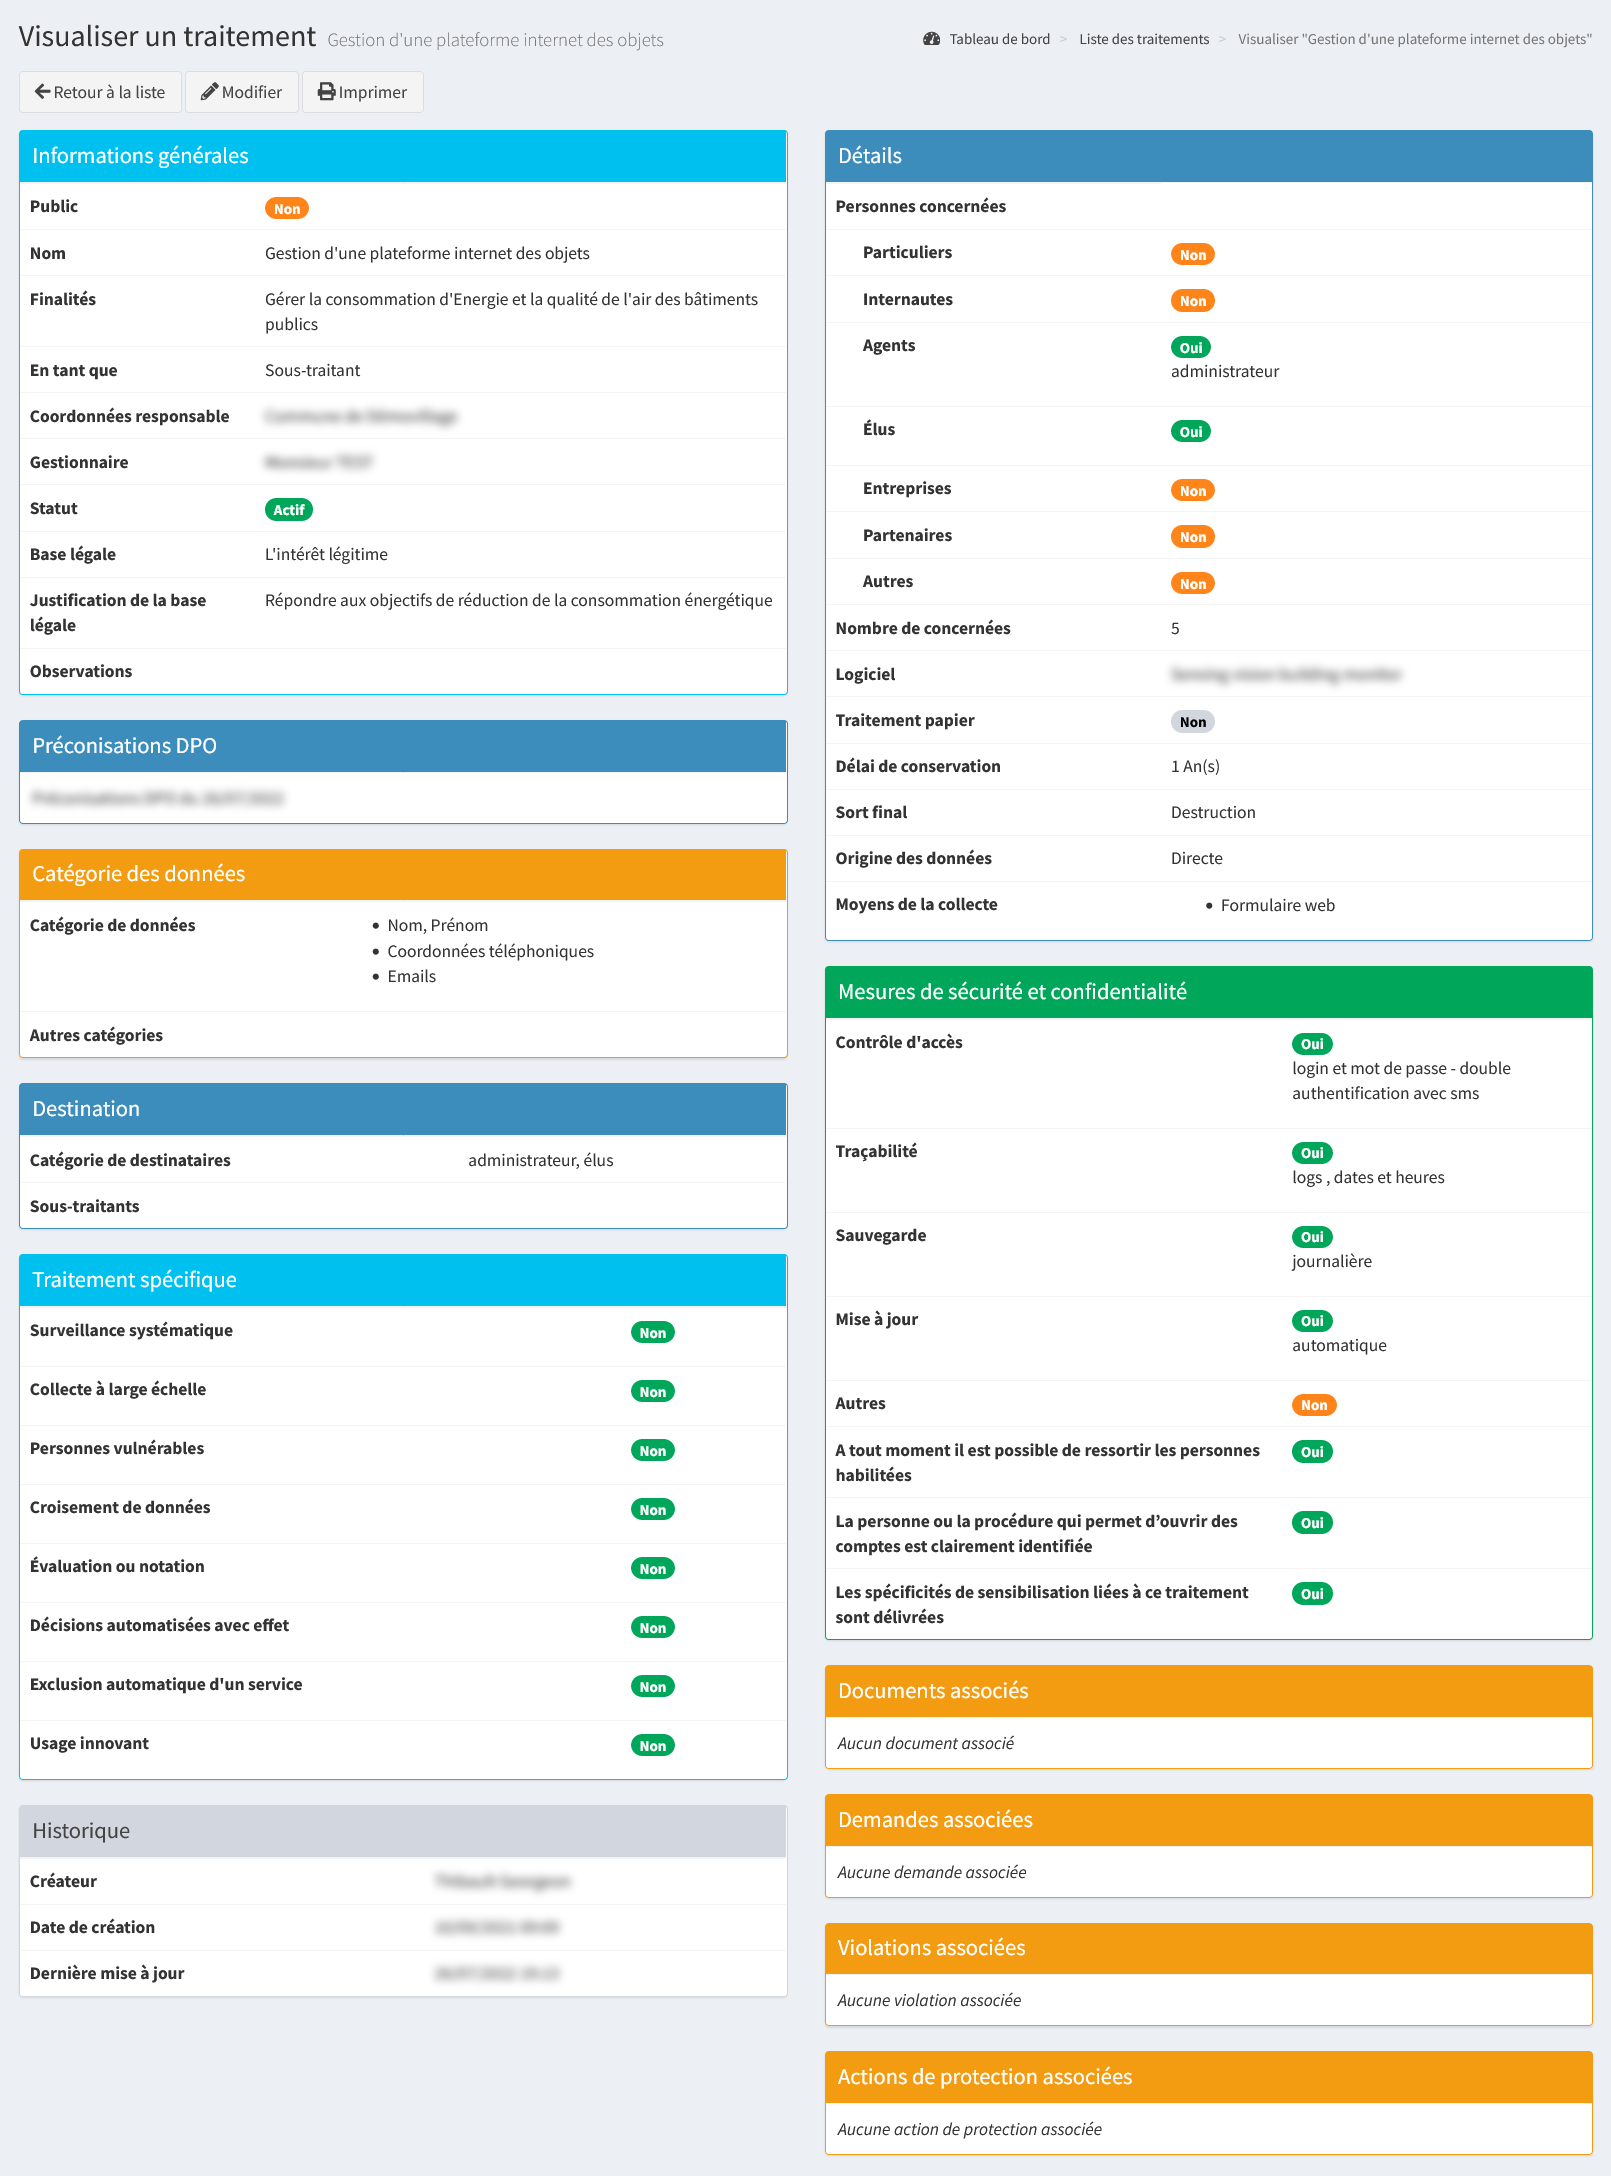 Visualiser un traitement Gestion d'une plateforme internet des objets
Tableau de bord > Liste des traitements > Visualiser "Gestion d'une plateforme internet des objets"
Retour à la liste Modifier Imprimer
Informations générales
Public Non
Nom Gestion d'une plateforme internet des objets
Finalités Gérer la consommation d'Energie et la qualité de l'air des bâtiments
publics
En tant que Sous-traitant
Coordonnées responsable
Gestionnaire
Statut Actif
Base légale L'intérêt légitime
Justification de la base Répondre aux objectifs de réduction de la consommation énergétique
légale
Observations
Préconisations DPO
Catégorie des données
Catégorie de données • Nom, Prénom
• Coordonnées téléphoniques
• Emails
Autres catégories
Destination
Catégorie de destinataires administrateur, élus
Sous-traitants
Traitement spécifique
Surveillance systématique Non
Collecte à large échelle Non
Personnes vulnérables Non
Croisement de données Non
Évaluation ou notation Non
Décisions automatisées avec effet Non
Exclusion automatique d'un service Non
Usage innovant Non
Historique
Créateur
Date de création
Dernière mise à jour
Détails
Personnes concernées
Particuliers Non
Internautes Non
Agents Oui
administrateur
Élus Oui
Entreprises Non
Partenaires Non
Autres Non
Nombre de concernées 5
Logiciel
Traitement papier Non
Délai de conservation 1 An(s)
Sort final Destruction
Origine des données Directe
Moyens de la collecte • Formulaire web
Mesures de sécurité et confidentialité
Contrôle d'accès Oui
login et mot de passe - double
authentification avec sms
Traçabilité Oui
logs , dates et heures
Sauvegarde Oui
journalière
Mise à jour Oui
automatique
Autres Non
A tout moment il est possible de ressortir les personnes Oui
habilitées
La personne ou la procédure qui permet d’ouvrir des Oui
comptes est clairement identifiée
Les spécificités de sensibilisation liées à ce traitement Oui
sont délivrées
Documents associés
Aucun document associé
Demandes associées
Aucune demande associée
Violations associées
Aucune violation associée
Actions de protection associées
Aucune action de protection associée